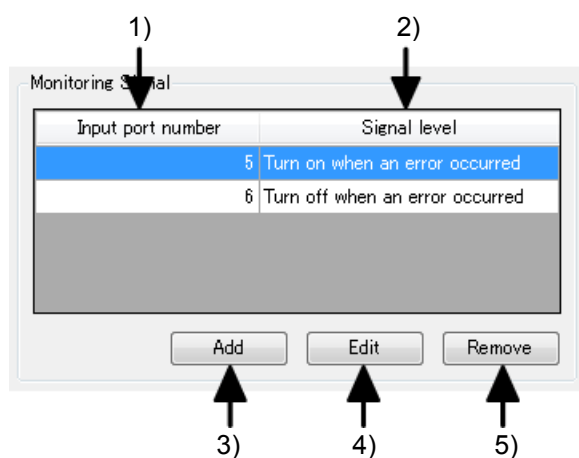 1) 2)
Monitoring Signal
Input port number Signal level
5 Turn on when an error occurred
6 Turn off when an error occurred
Add Edit Remove
3) 4) 5)